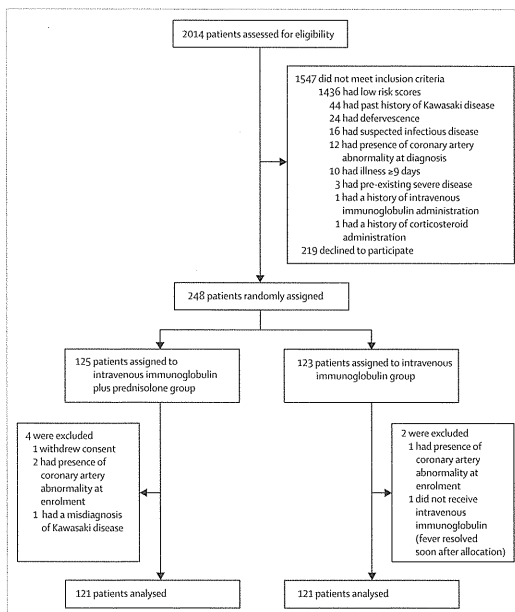 2014 patients assessed for eligibility
1547 did not meet inclusion criteria
1436 had low risk scores
44 had past history of Kawasaki disease
24 had defervescence
16 had suspected infectious disease
12 had presence of coronary artery
abnormality at diagnosis
10 had illness ≥9 days
3 had pre-existing severe disease
1 had a history of intravenous
immunoglobulin administration
1 had a history of corticosteroid
administration
219 declined to participate
248 patients randomly assigned
125 patients assigned to
intravenous immunoglobulin
plus prednisolone group
123 patients assigned to intravenous
immunoglobulin group
4 were excluded
1 withdrew consent
2 had presence of
coronary artery
abnormality at
enrolment
1 had a misdiagnosis
of Kawasaki disease
2 were excluded
1 had presence of
coronary artery
abnormality at
enrolment
1 did not receive
intravenous
immunoglobulin
(fever resolved
soon after allocation)
121 patients analysed
121 patients analysed